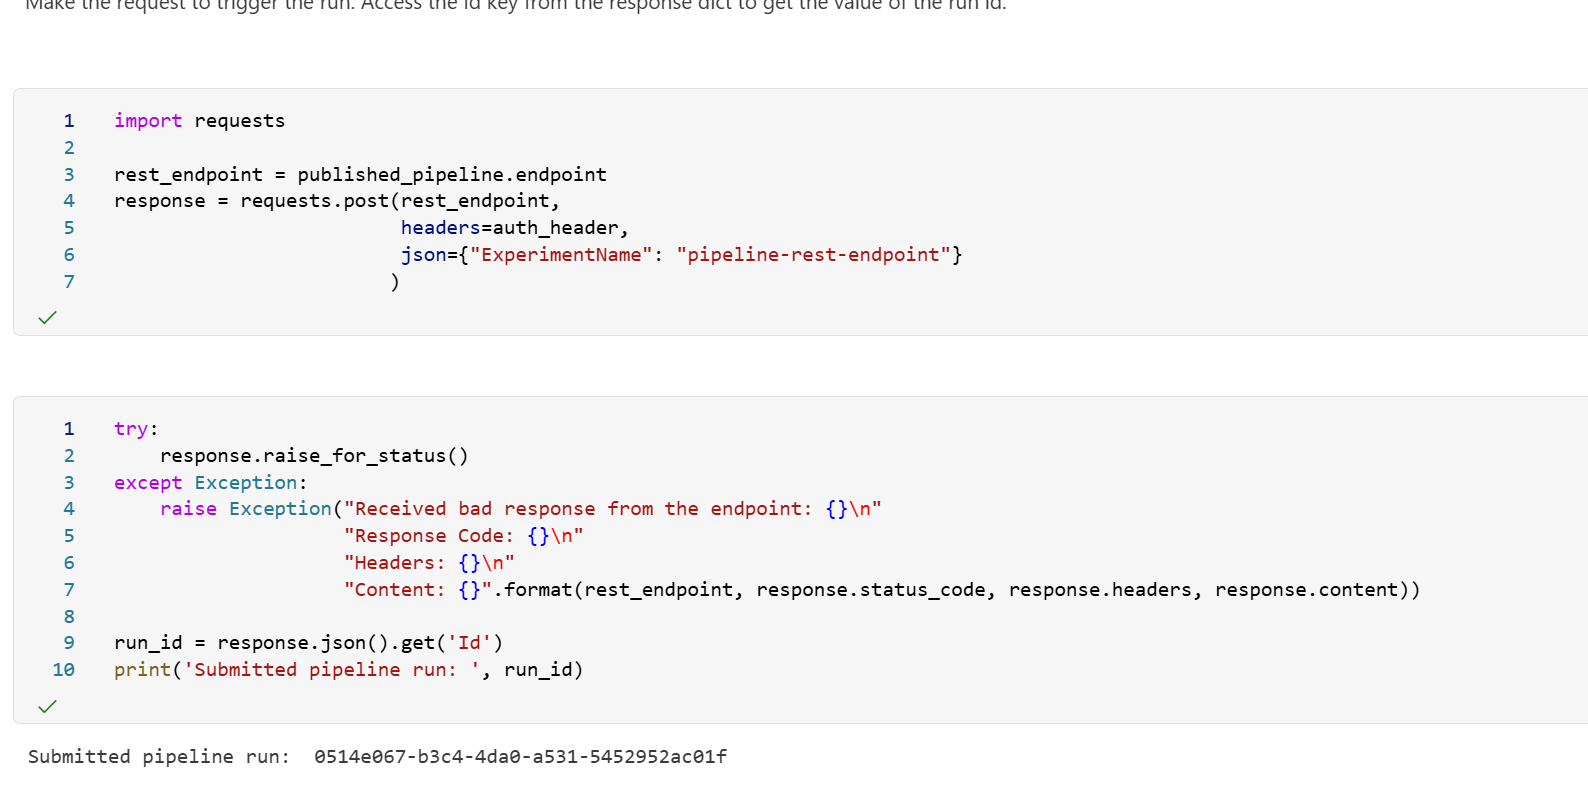 Make the request to trigger the run. Access the Id key from the response dict to get the value of the run id.
1 import requests
2
3 rest_endpoint = published_pipeline.endpoint
4 response = requests.post(rest_endpoint,
5                          headers=auth_header,
6                          json={"ExperimentName": "pipeline-rest-endpoint"}
7                         )
1 try:
2     response.raise_for_status()
3 except Exception:
4     raise Exception("Received bad response from the endpoint: {}\n"
5                     "Response Code: {}\n"
6                     "Headers: {}\n"
7                     "Content: {}".format(rest_endpoint, response.status_code, response.headers, response.content))
8
9 run_id = response.json().get('Id')
10 print('Submitted pipeline run: ', run_id)
Submitted pipeline run:  0514e067-b3c4-4da0-a531-5452952ac01f